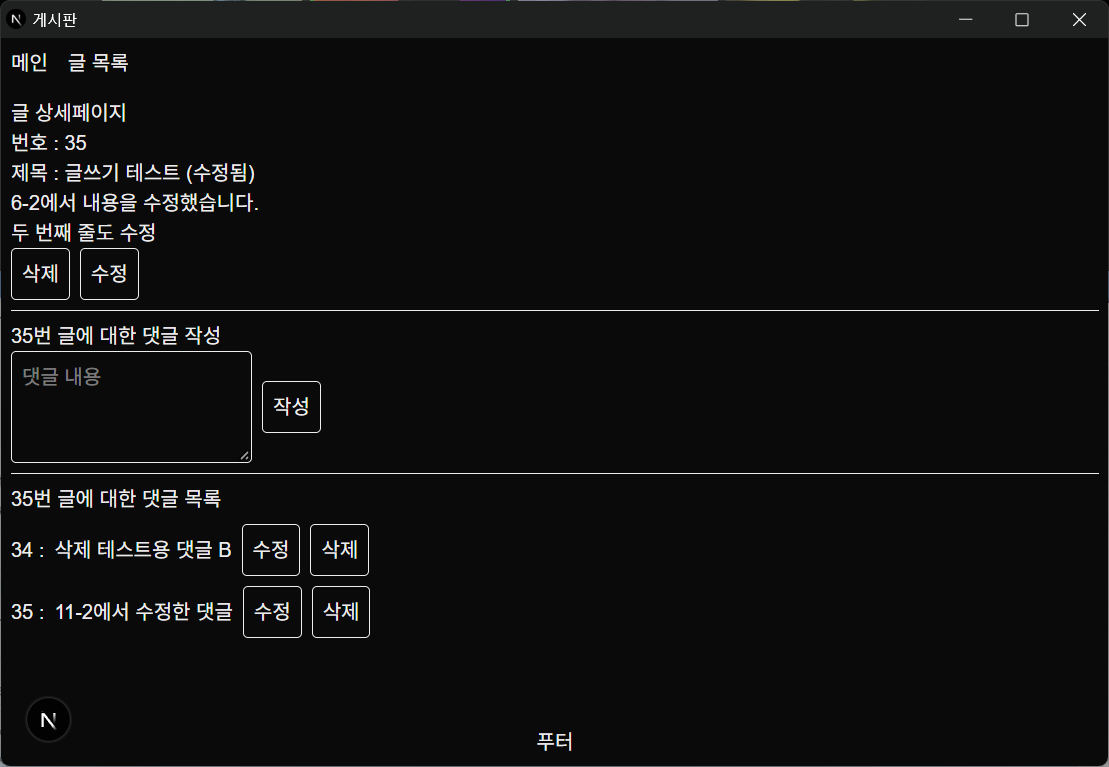 N 게시판
메인 글 목록
글 상세페이지
번호 : 35
제목 : 글쓰기 테스트 (수정됨)
6-2에서 내용을 수정했습니다.
두 번째 줄도 수정
삭제 수정
35번 글에 대한 댓글 작성
댓글 내용
작성
35번 글에 대한 댓글 목록
34 : 삭제 테스트용 댓글 B 수정 삭제
35 : 11-2에서 수정한 댓글 수정 삭제
N
푸터